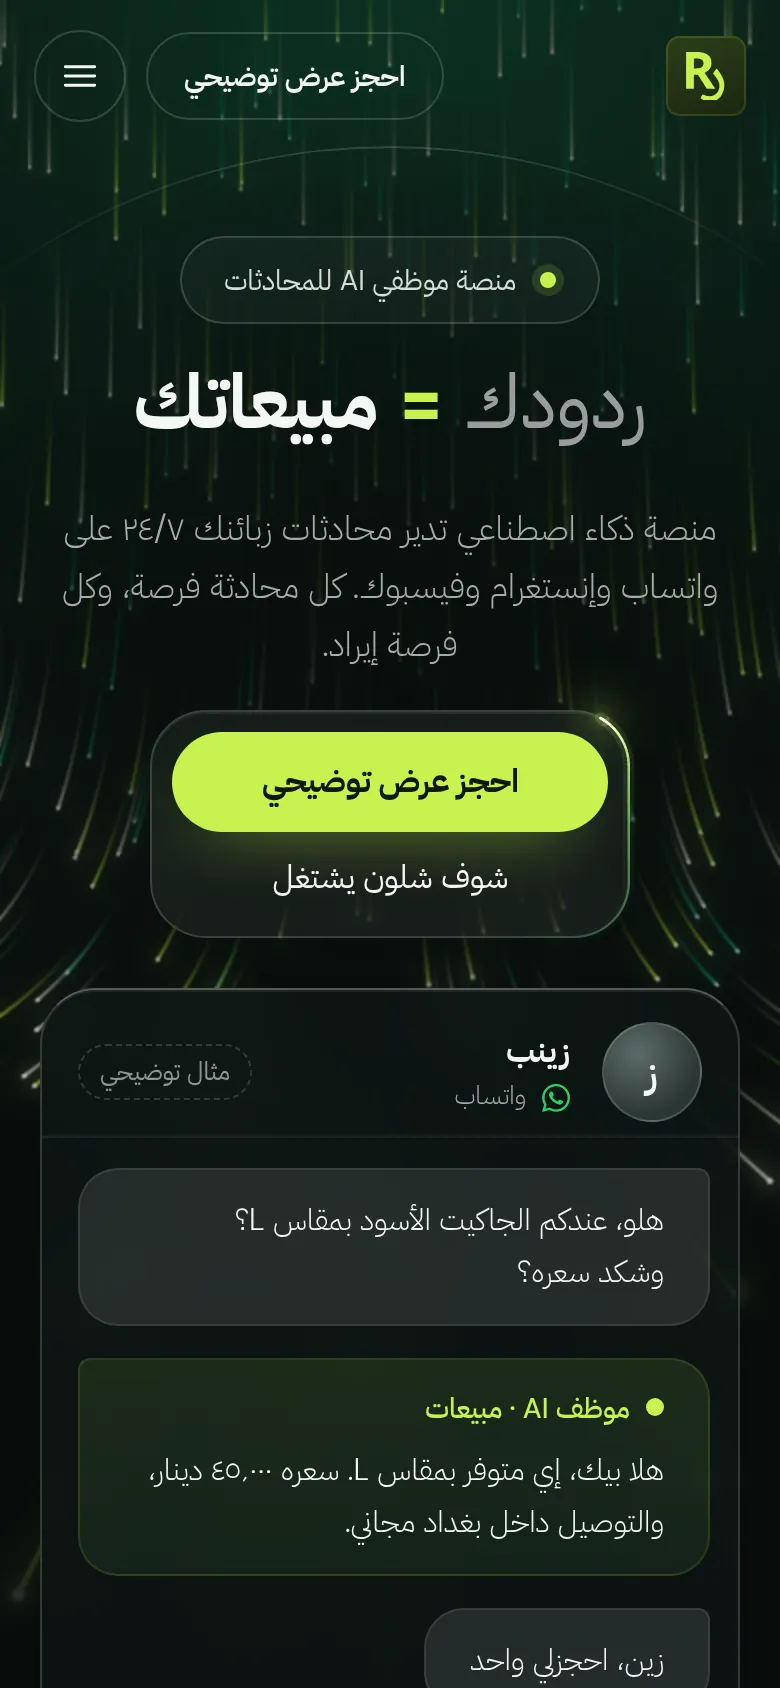 احجز عرض توضيحي
منصة موظفي AI للمحادثات
ردودك = مبيعاتك
منصة ذكاء اصطناعي تدير محادثات زبائنك ٢٤/٧ على
واتساب وإنستغرام وفيسبوك. كل محادثة فرصة، وكل
فرصة إيراد.
احجز عرض توضيحي
شوف شلون يشتغل
ز
زينب
واتساب
مثال توضيحي
هلو، عندكم الجاكيت الأسود بمقاس L؟
وشكد سعره؟
موظف AI · مبيعات
هلا بيك، إي متوفر بمقاس L. سعره ٤٥,٠٠٠ دينار،
والتوصيل داخل بغداد مجاني.
زين، احجزلي واحد